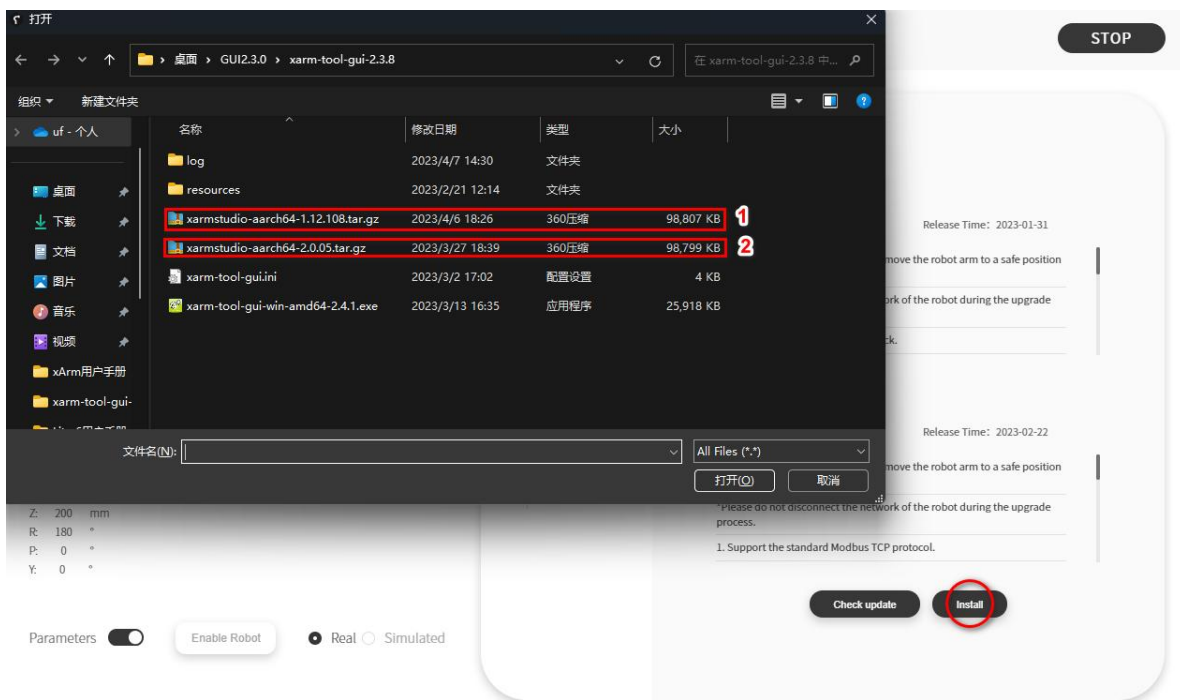 打开
STOP
桌面 › GUI2.3.0 › xarm-tool-gui-2.3.8
在 xarm-tool-gui-2.3.8 中...
组织 新建文件夹
uf - 个人
名称 修改日期 类型 大小
log 2023/4/7 14:30 文件夹
桌面 resources 2023/2/21 12:14 文件夹
下载 xarmstudio-aarch64-1.12.108.tar.gz 2023/4/6 18:26 360压缩 98,807 KB 1
Release Time：2023-01-31
文档 xarmstudio-aarch64-2.0.05.tar.gz 2023/3/27 18:39 360压缩 98,799 KB 2
move the robot arm to a safe position
图片 xarm-tool-gui.ini 2023/3/2 17:02 配置设置 4 KB
音乐 xarm-tool-gui-win-amd64-2.4.1.exe 2023/3/13 16:35 应用程序 25,918 KB
of the robot during the upgrade
视频
xArm用户手册
xarm-tool-gui-
Release Time：2023-02-22
文件名(N): All Files (*.*)
move the robot arm to a safe position
打开(O) 取消
*Please do not disconnect the network of the robot during the upgrade
process.
Z: 200 mm
R: 180 °
P: 0 °
Y: 0 °
1. Support the standard Modbus TCP protocol.
Check update Install
Parameters Enable Robot Real Simulated